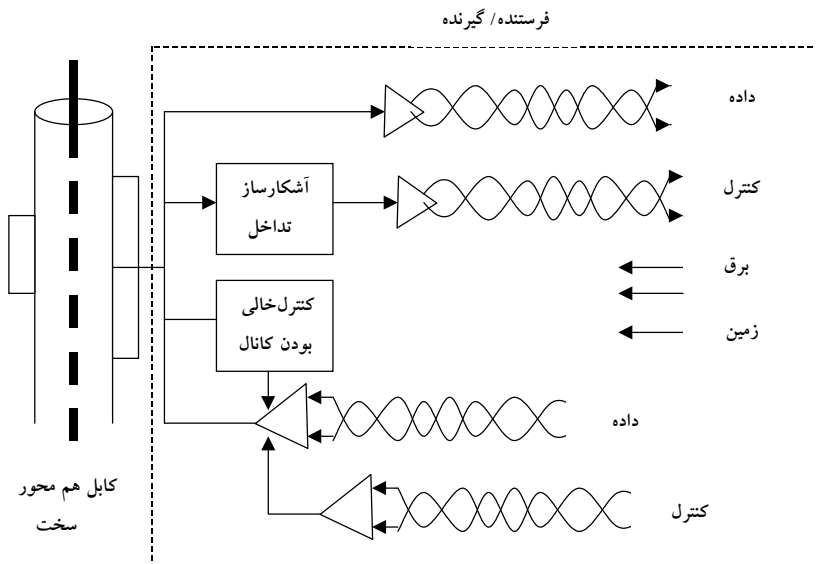 فرستنده/ گیرنده
داده
آشکارساز
تداخل
کنترل
برق
زمین
کنترل‌خالی
بودن کانال
داده
کنترل
کابل هم محور
سخت